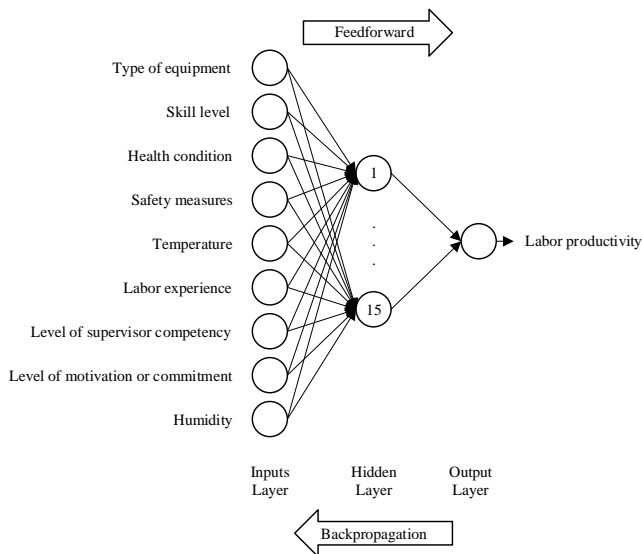 Feedforward
Type of equipment
Skill level
Health condition
Safety measures
Temperature
Labor experience
Level of supervisor competency
Level of motivation or commitment
Humidity
1
.
.
.
15
Labor productivity
Inputs
Layer
Hidden
Layer
Output
Layer
Backpropagation